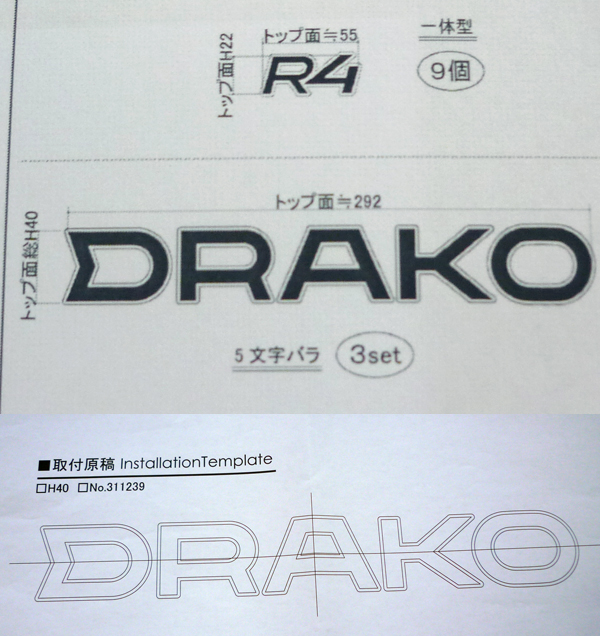 トップ面≒55
一体型
トップ面H22
R4
9個
トップ面≒292
トップ面総H40
DRAKO
5文字バラ
3set
■取付原稿 InstallationTemplate
□H40 □No.311239
DRAKO